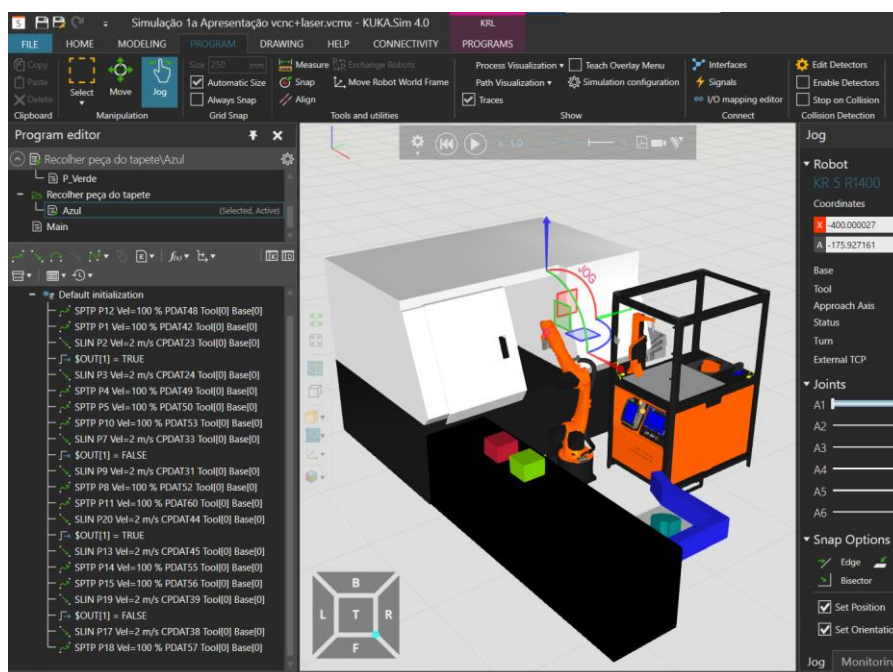 Simulação 1a Apresentação vcnc+laser.vcmx - KUKA.Sim 4.0
KRL
FILE HOME MODELING PROGRAM DRAWING HELP CONNECTIVITY PROGRAMS
Copy
Paste
Delete
Clipboard
Select
Move
Jog
Manipulation
Size 250 mm
Automatic Size
Always Snap
Grid Snap
Measure
Snap
Align
Exchange Robots
Move Robot World Frame
Tools and utilities
Process Visualization
Path Visualization
Traces
Teach Overlay Menu
Simulation configuration
Show
Interfaces
Signals
I/O mapping editor
Connect
Edit Detectors
Enable Detectors
Stop on Collision
Collision Detection
Program editor
Recolher peça do tapete\Azul
P_Verde
Recolher peça do tapete
Azul (Selected, Active)
Main
Default initialization
SPTP P12 Vel=100 % PDAT48 Tool[0] Base[0]
SPTP P1 Vel=100 % PDAT42 Tool[0] Base[0]
SLIN P2 Vel=2 m/s CPDAT23 Tool[0] Base[0]
$OUT[1] = TRUE
SLIN P3 Vel=2 m/s CPDAT24 Tool[0] Base[0]
SPTP P4 Vel=100 % PDAT49 Tool[0] Base[0]
SPTP P5 Vel=100 % PDAT50 Tool[0] Base[0]
SPTP P10 Vel=100 % PDAT53 Tool[0] Base[0]
SLIN P7 Vel=2 m/s CPDAT33 Tool[0] Base[0]
$OUT[1] = FALSE
SLIN P9 Vel=2 m/s CPDAT31 Tool[0] Base[0]
SPTP P8 Vel=100 % PDAT52 Tool[0] Base[0]
SPTP P11 Vel=100 % PDAT60 Tool[0] Base[0]
SLIN P20 Vel=2 m/s CPDAT44 Tool[0] Base[0]
$OUT[1] = TRUE
SLIN P13 Vel=2 m/s CPDAT45 Tool[0] Base[0]
SPTP P14 Vel=100 % PDAT55 Tool[0] Base[0]
SPTP P15 Vel=100 % PDAT56 Tool[0] Base[0]
SLIN P19 Vel=2 m/s CPDAT39 Tool[0] Base[0]
$OUT[1] = FALSE
SLIN P17 Vel=2 m/s CPDAT38 Tool[0] Base[0]
SPTP P18 Vel=100 % PDAT57 Tool[0] Base[0]
x 1.0
JOG
B
L T R
F
Jog
Robot
KR 5 R1400
Coordinates
X -400.000027
A -175.927161
Base
Tool
Approach Axis
Status
Turn
External TCP
Joints
A1
A2
A3
A4
A5
A6
Snap Options
Edge
Bisector
Set Position
Set Orientatio
Jog Monitorin